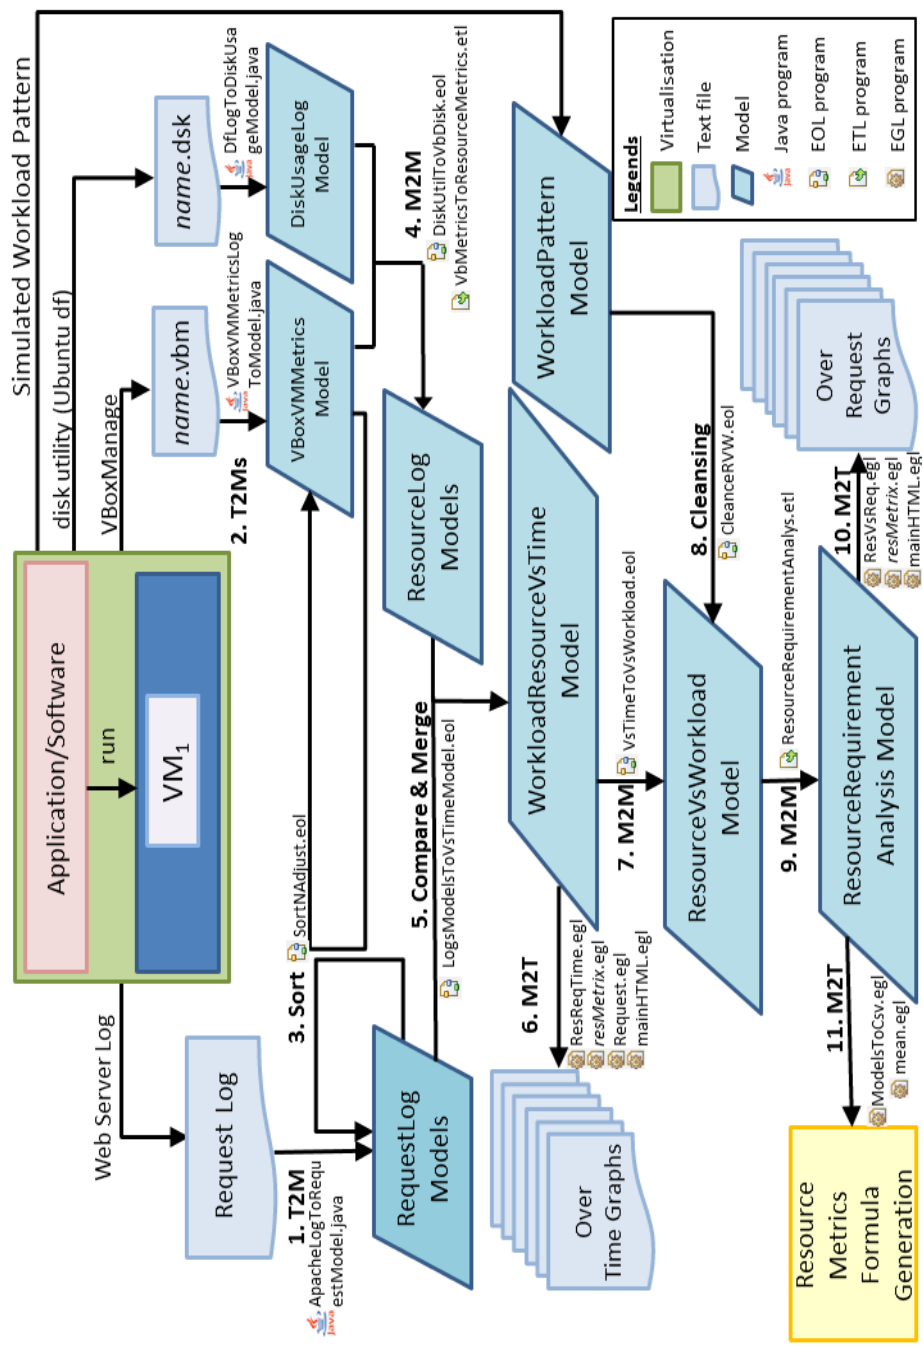 Simulated Workload Pattern
disk utility (Ubuntu df)
VBoxManage
Application/Software
run
VM1
Web Server Log
Request Log
name.vbm
name.dsk
1. T2M
ApacheLogToRequ
estModel.java
2. T2Ms
VBoxVMMetricsLog
ToModel.java
DfLogToDiskUsa
geModel.java
3. Sort
SortNAdjust.eol
RequestLog
Models
VBoxVMMetrics
Model
DiskUsageLog
Model
4. M2M
DiskUtilToVbDisk.eol
VbMetricsToResourceMetrics.etl
ResourceLog
Models
5. Compare & Merge
LogsModelsToVsTimeModel.eol
Over
Time Graphs
6. M2T
ResReqTime.egl
resMetrix.egl
Request.egl
mainHTML.egl
WorkloadResourceVsTime
Model
WorkloadPattern
Model
7. M2M
VsTimeToVsWorkload.eol
8. Cleansing
CleanceRVW.eol
ResourceVsWorkload
Model
9. M2M
ResourceRequirementAnalys.etl
ResourceRequirement
Analysis Model
10. M2T
ResVsReq.egl
resMetrix.egl
mainHTML.egl
Over
Request
Graphs
11. M2T
ModelsToCsv.egl
mean.egl
Resource
Metrics
Formula
Generation
Legends
Virtualisation
Text file
Model
Java program
EOL program
ETL program
EGL program